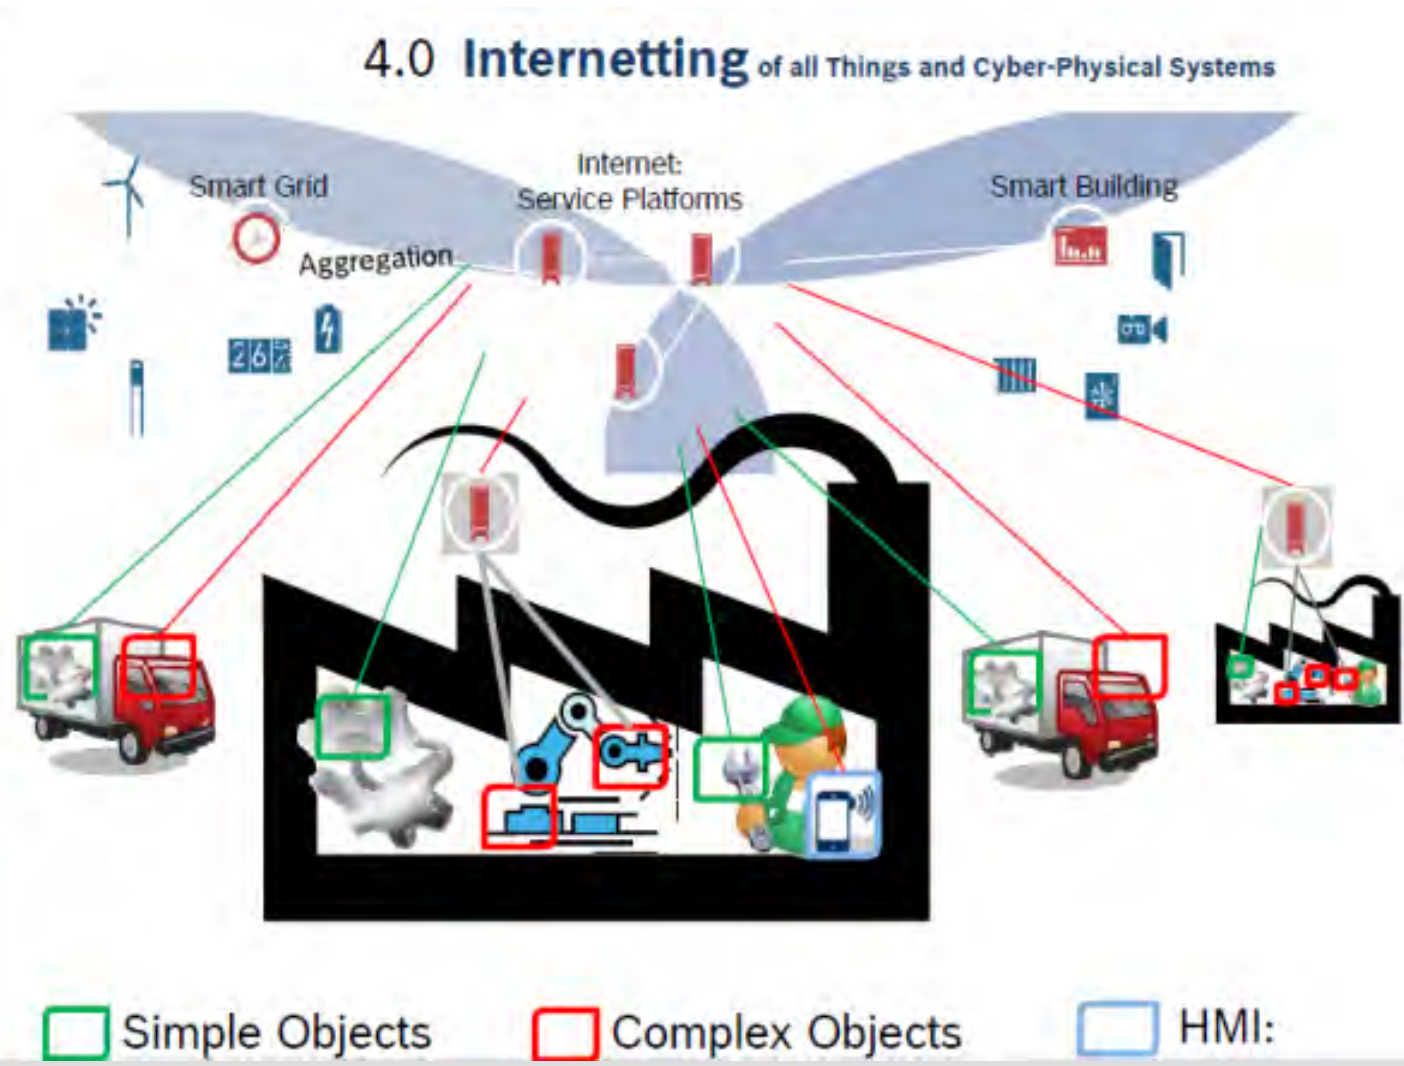 4.0 Internetting of all Things and Cyber-Physical Systems
Internet:
Service Platforms
Smart Grid
Smart Building
Aggregation
Simple Objects
Complex Objects
HMI: